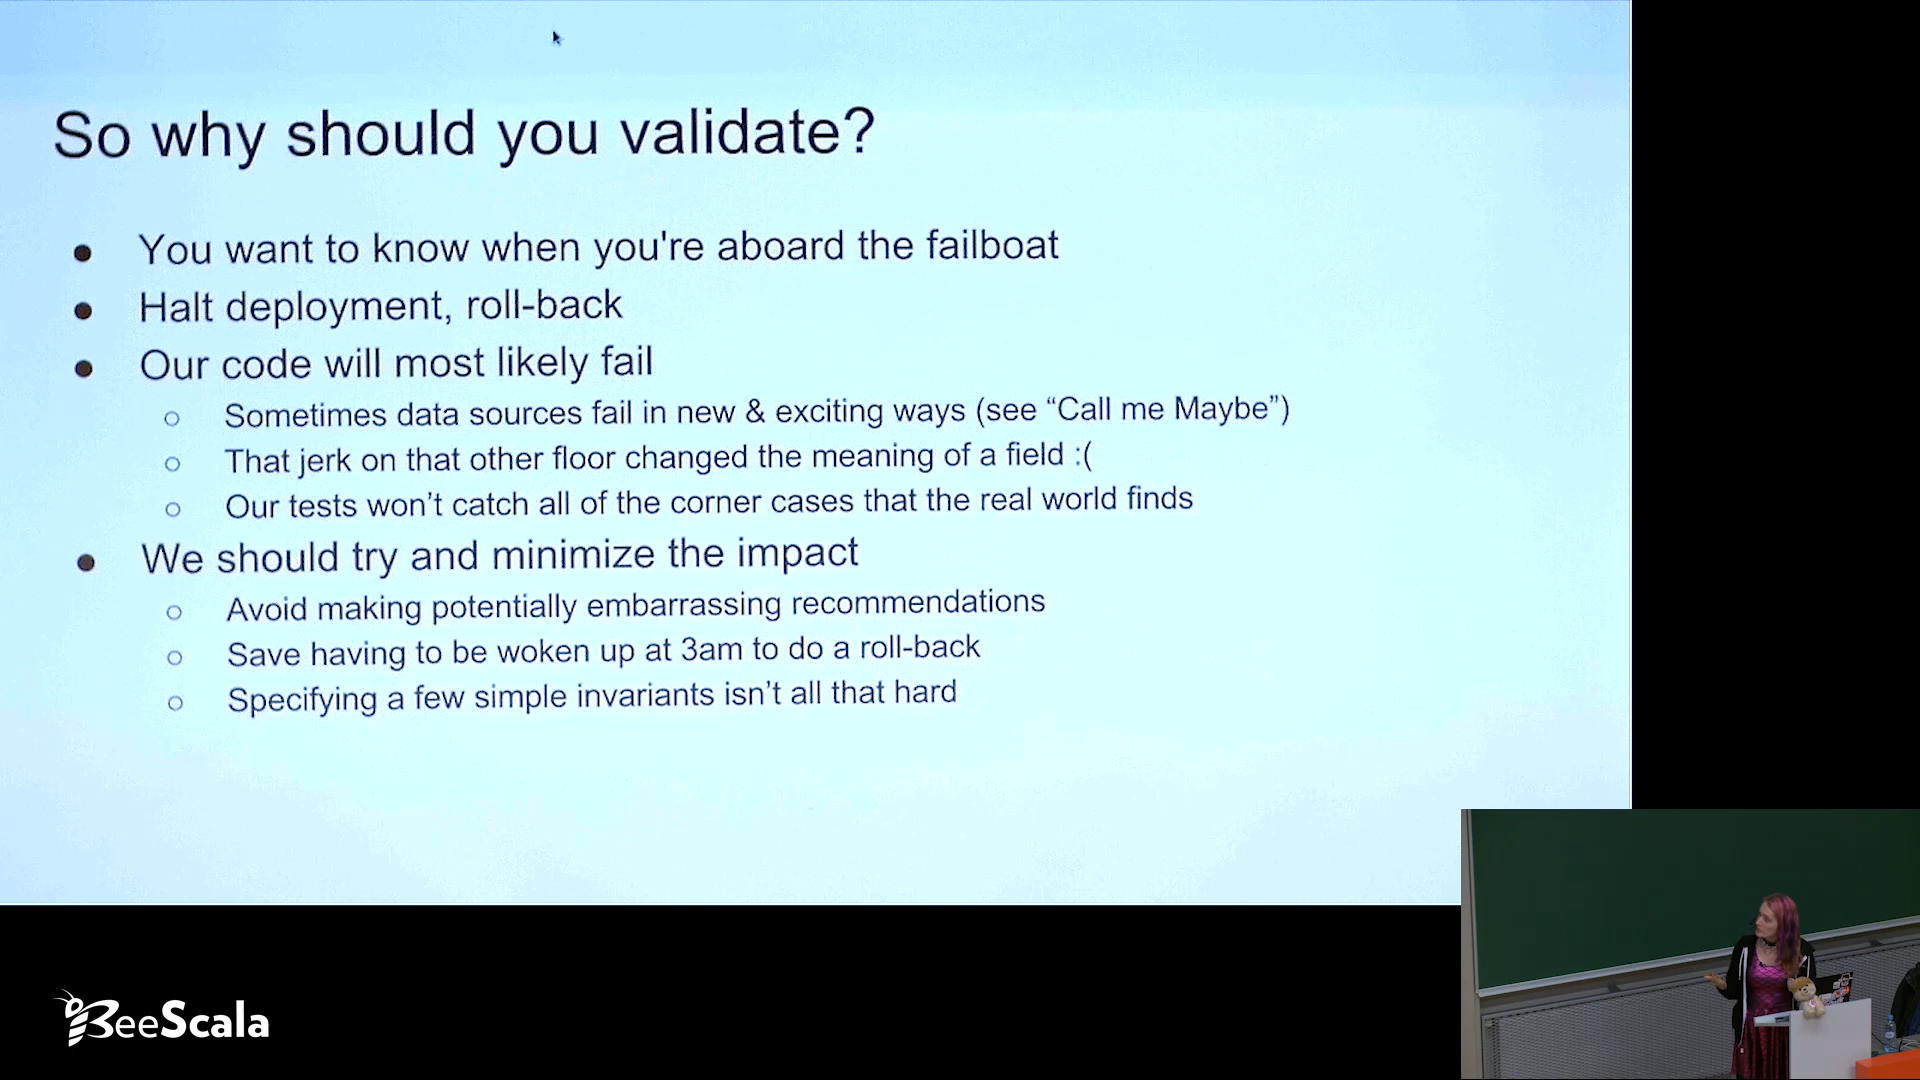 So why should you validate?
● You want to know when you're aboard the failboat
● Halt deployment, roll-back
● Our code will most likely fail
○ Sometimes data sources fail in new & exciting ways (see “Call me Maybe”)
○ That jerk on that other floor changed the meaning of a field :(
○ Our tests won’t catch all of the corner cases that the real world finds
● We should try and minimize the impact
○ Avoid making potentially embarrassing recommendations
○ Save having to be woken up at 3am to do a roll-back
○ Specifying a few simple invariants isn’t all that hard
BeeScala